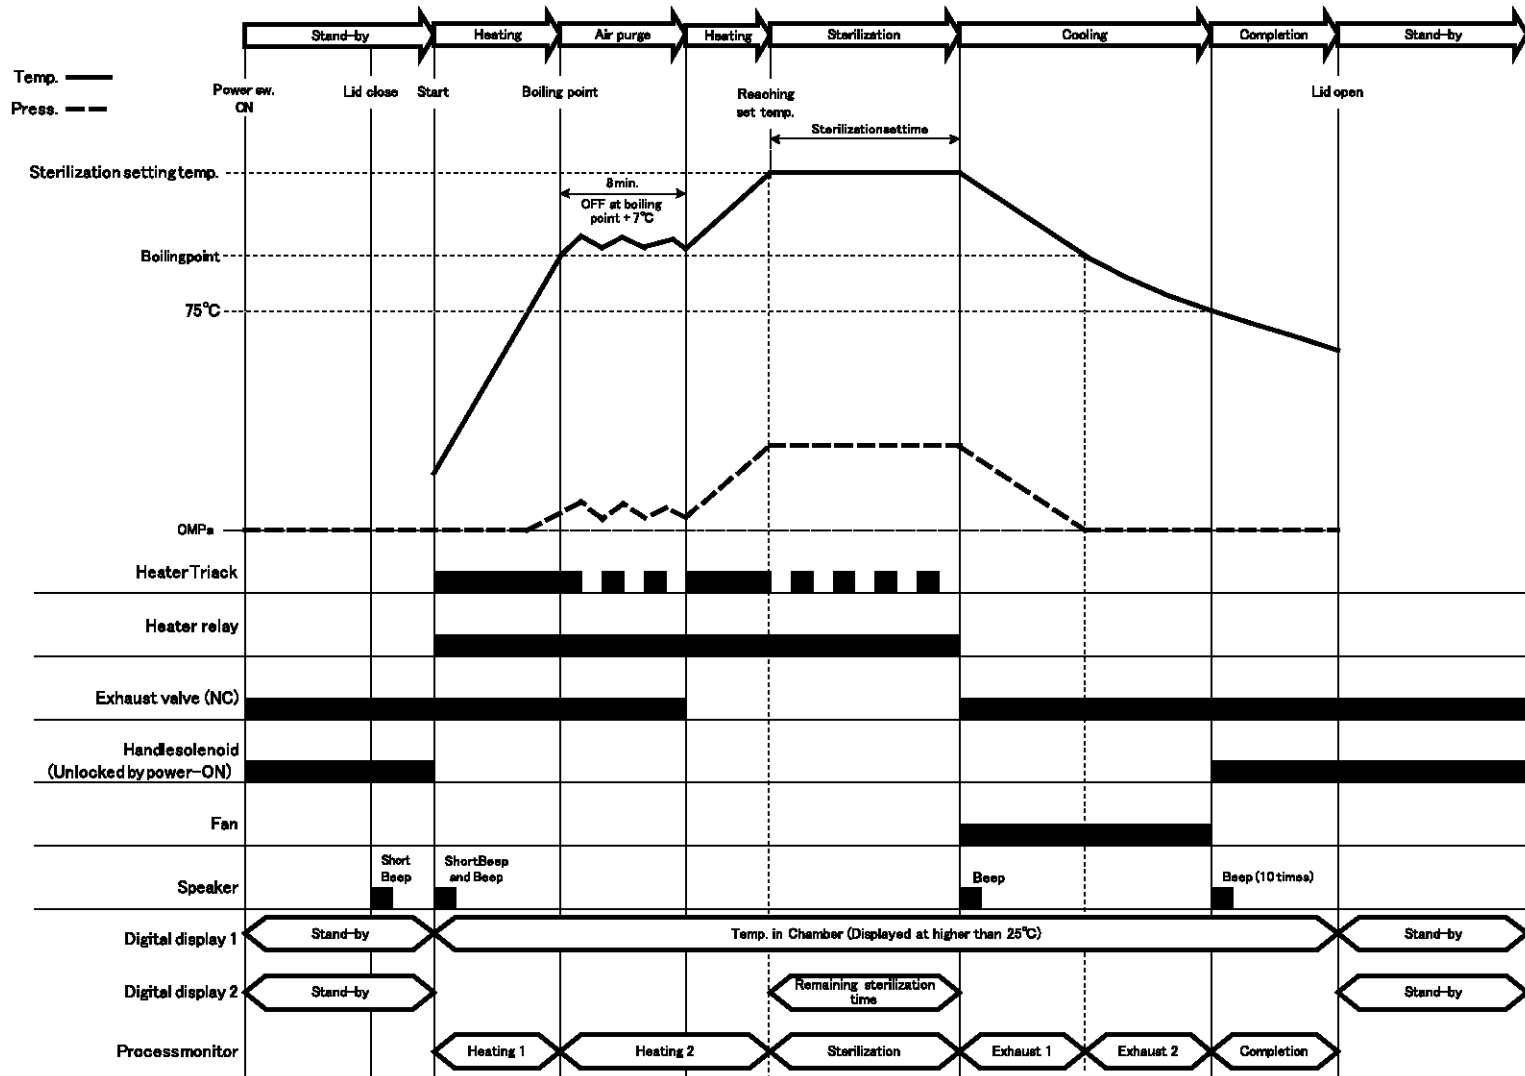 Stand-by
Heating
Air purge
Heating
Sterilization
Cooling
Completion
Stand-by
Temp.
Press.
Power sw.
ON
Lid close
Start
Boiling point
Reaching
set temp.
Lid open
Sterilizationsettime
Sterilization setting temp.
8min.
OFF at boiling
point + 7°C
Boilingpoint
75°C
0MPa
HeaterTriack
Heater relay
Exhaust valve (NC)
Handlesolenoid
(Unlocked by power-ON)
Fan
Speaker
Short
Beep
ShortBeep
and Beep
Beep
Beep (10 times)
Digital display 1
Stand-by
Temp. in Chamber (Displayed at higher than 25°C)
Stand-by
Digital display 2
Stand-by
Remaining sterilization
time
Stand-by
Processmonitor
Heating 1
Heating 2
Sterilization
Exhaust 1
Exhaust 2
Completion